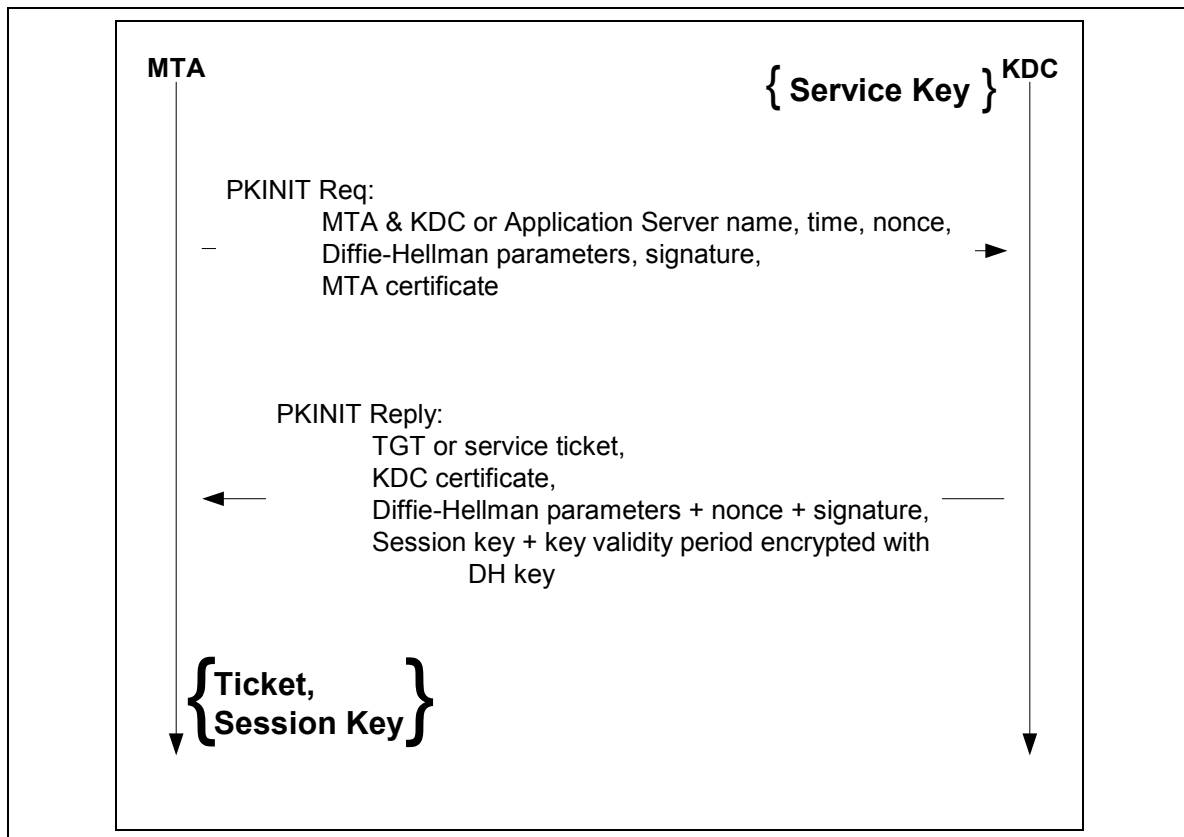 MTA
{ Service Key } KDC
PKINIT Req:
MTA & KDC or Application Server name, time, nonce,
Diffie-Hellman parameters, signature,
MTA certificate
PKINIT Reply:
TGT or service ticket,
KDC certificate,
Diffie-Hellman parameters + nonce + signature,
Session key + key validity period encrypted with
DH key
{Ticket,
Session Key}